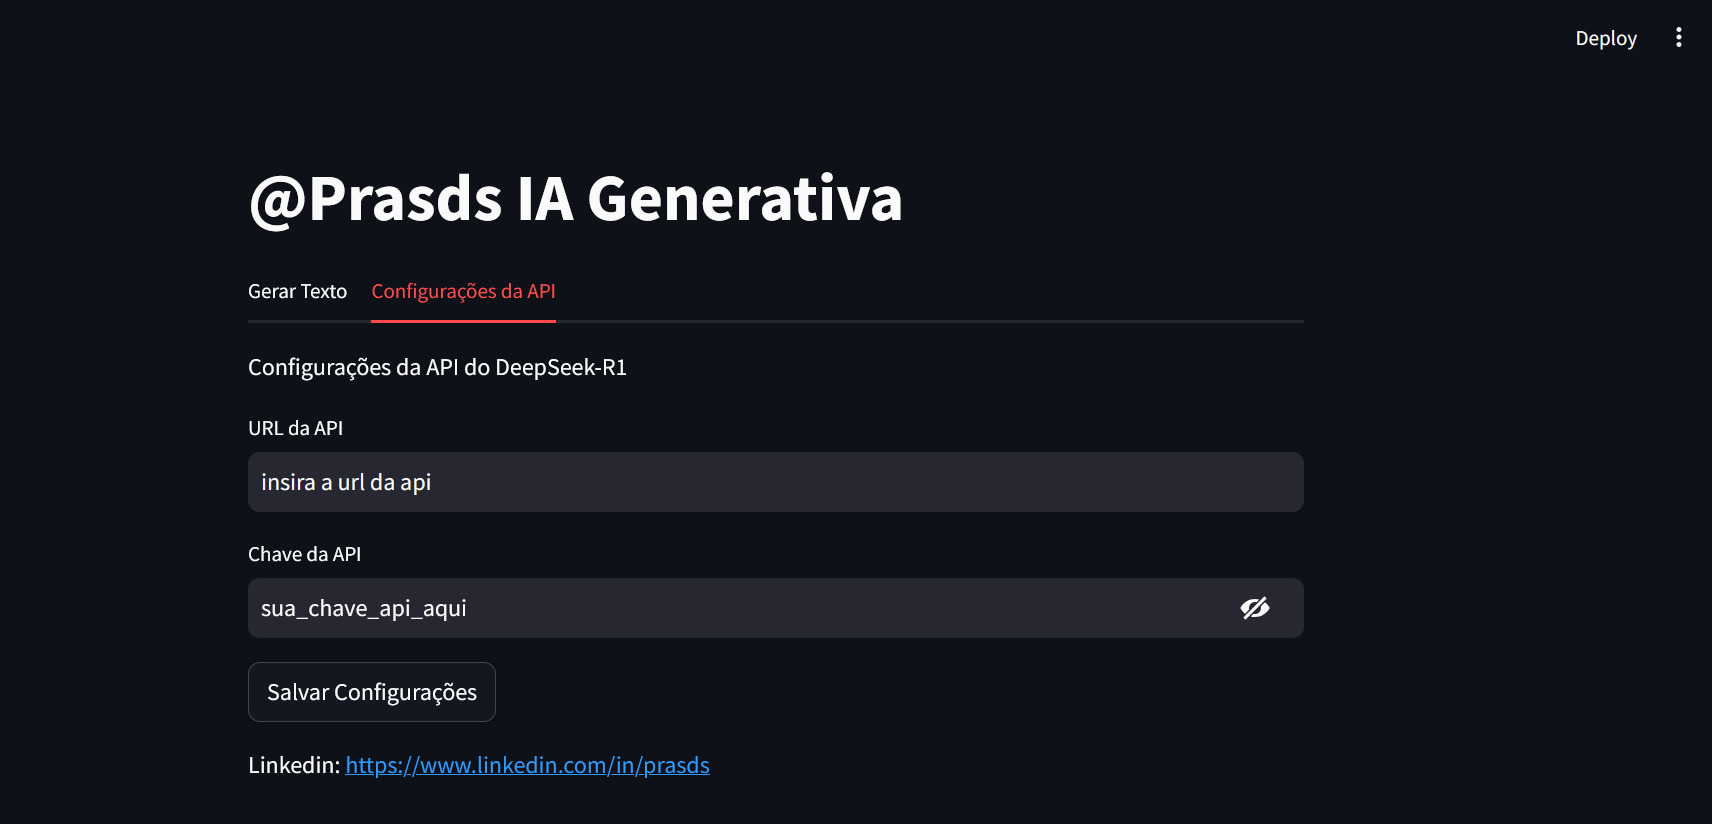 Deploy
@Prasds IA Generativa
Gerar Texto Configurações da API
Configurações da API do DeepSeek-R1
URL da API
insira a url da api
Chave da API
sua_chave_api_aqui
Salvar Configurações
Linkedin: https://www.linkedin.com/in/prasds